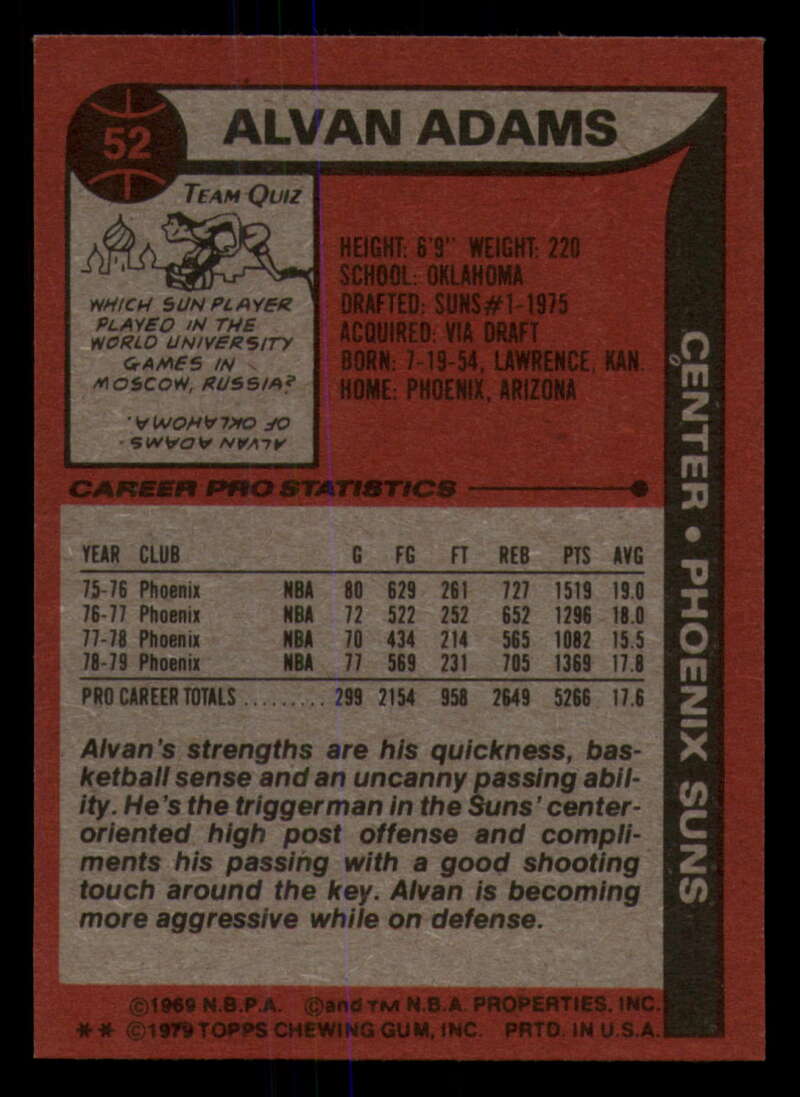 52
ALVAN ADAMS
TEAM QUIZ
WHICH SUN PLAYER
PLAYED IN THE
WORLD UNIVERSITY
GAMES IN
MOSCOW, RUSSIA?
ALVAN ADAMS
OF OKLAHOMA.
HEIGHT: 6'9" WEIGHT: 220
SCHOOL: OKLAHOMA
DRAFTED: SUNS#1-1975
ACQUIRED: VIA DRAFT
BORN: 7-19-54, LAWRENCE, KAN.
HOME: PHOENIX, ARIZONA
CENTER • PHOENIX SUNS
CAREER PRO STATISTICS
YEAR CLUB G FG FT REB PTS AVG
75-76 Phoenix NBA 80 629 261 727 1519 19.0
76-77 Phoenix NBA 72 522 252 652 1296 18.0
77-78 Phoenix NBA 70 434 214 565 1082 15.5
78-79 Phoenix NBA 77 569 231 705 1369 17.8
PRO CAREER TOTALS ......... 299 2154 958 2649 5266 17.6
Alvan's strengths are his quickness, bas-
ketball sense and an uncanny passing abil-
ity. He's the triggerman in the Suns' center-
oriented high post offense and compli-
ments his passing with a good shooting
touch around the key. Alvan is becoming
more aggressive while on defense.
©1969 N.B.P.A. ©and TM N.B.A. PROPERTIES, INC.
** ©1979 TOPPS CHEWING GUM, INC. PRTD. IN U.S.A.